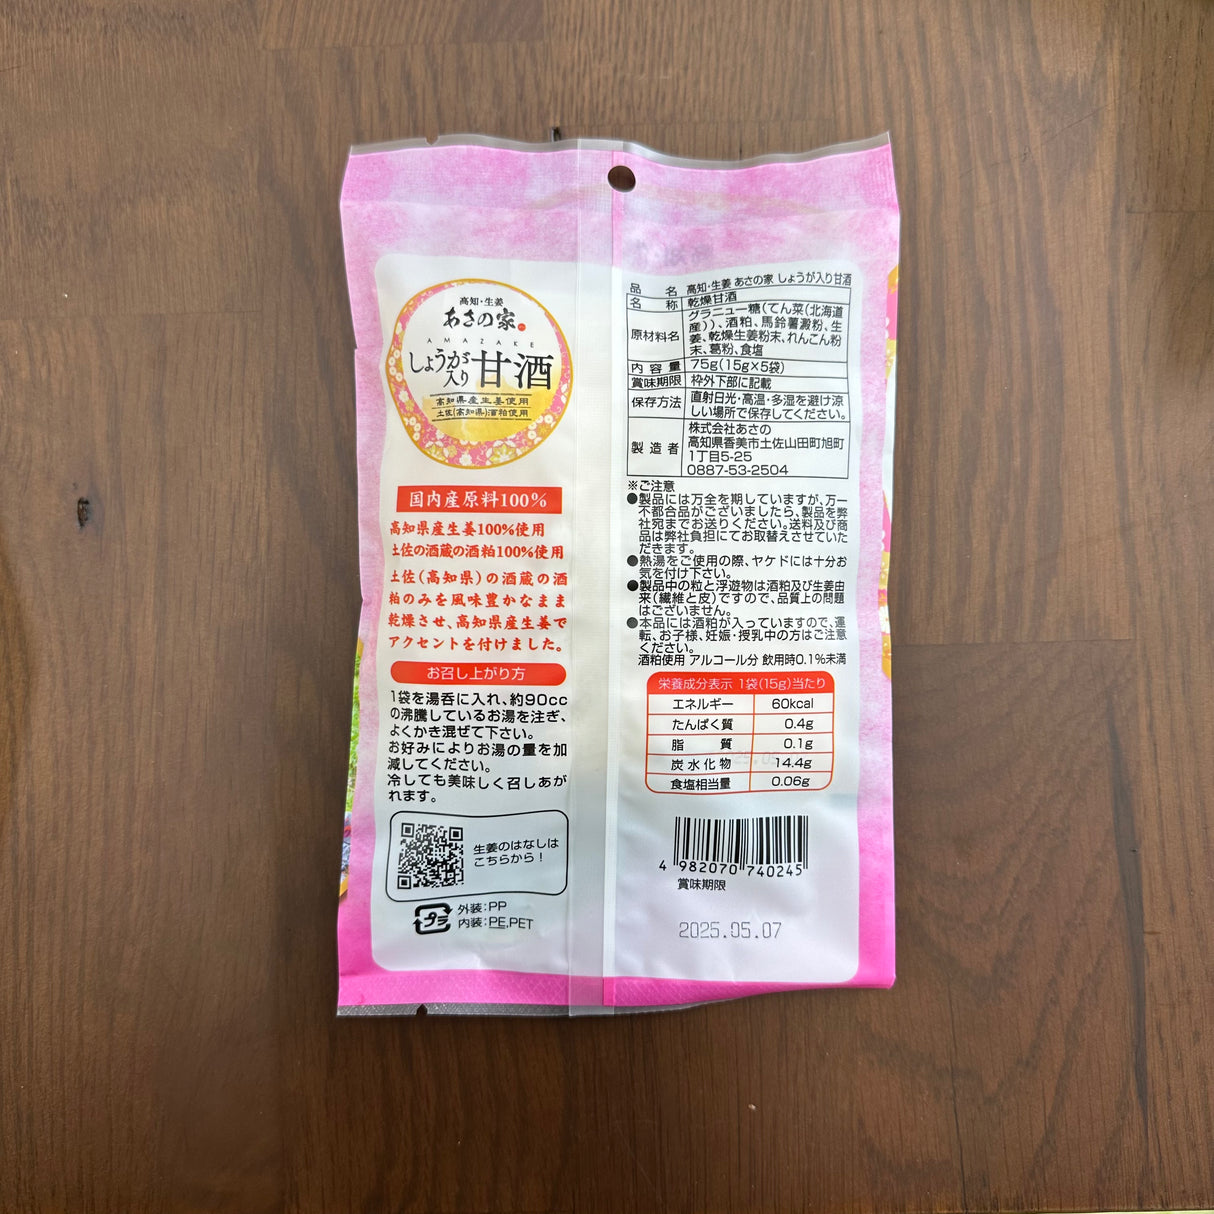 高知・生姜
あさの家
AMAZAKE
しょうが
入り
甘酒
高知県産生姜使用
土佐(高知県)酒粕使用
国内産原料100%
高知県産生姜100%使用
土佐の酒蔵の酒粕100%使用
土佐(高知県)の酒蔵の酒
粕のみを風味豊かなまま
乾燥させ、高知県産生姜で
アクセントを付けました。
お召し上がり方
1袋を湯呑に入れ、約90cc
の沸騰しているお湯を注ぎ、
よくかき混ぜて下さい。
お好みによりお湯の量を加
減してください。
冷しても美味しく召しあが
れます。
生姜のはなしは
こちらから!
プラ
外装:PP
内装:PE,PET
品名 高知・生姜 あさの家 しょうが入り甘酒
名称 乾燥甘酒
原材料名 グラニュー糖(てん菜(北海道
産))、酒粕、馬鈴薯澱粉、生
姜、乾燥生姜粉末、れんこん粉
末、葛粉、食塩
内容量 75g(15g×5袋)
賞味期限 枠外下部に記載
保存方法 直射日光・高温・多湿を避け涼
しい場所で保存してください。
製造者 株式会社あさの
高知県香美市土佐山田町旭町
1丁目5-25
0887-53-2504
※ご注意
●製品には万全を期していますが、万一
不都合品がございましたら、製品を弊
社宛までお送りください。送料及び商
品は弊社負担にてお取替えさせていた
だきます。
●熱湯をご使用の際、ヤケドには十分お
気を付け下さい。
●製品中の粒と浮遊物は酒粕及び生姜由
来(繊維と皮)ですので、品質上の問題
はございません。
●本品には酒粕が入っていますので、運
転、お子様、妊娠・授乳中の方はご注意
ください。
酒粕使用 アルコール分 飲用時0.1%未満
栄養成分表示 1袋(15g)当たり
エネルギー 60kcal
たんぱく質 0.4g
脂質 0.1g
炭水化物 14.4g
食塩相当量 0.06g
4 982070 740245
賞味期限
2025.05.07